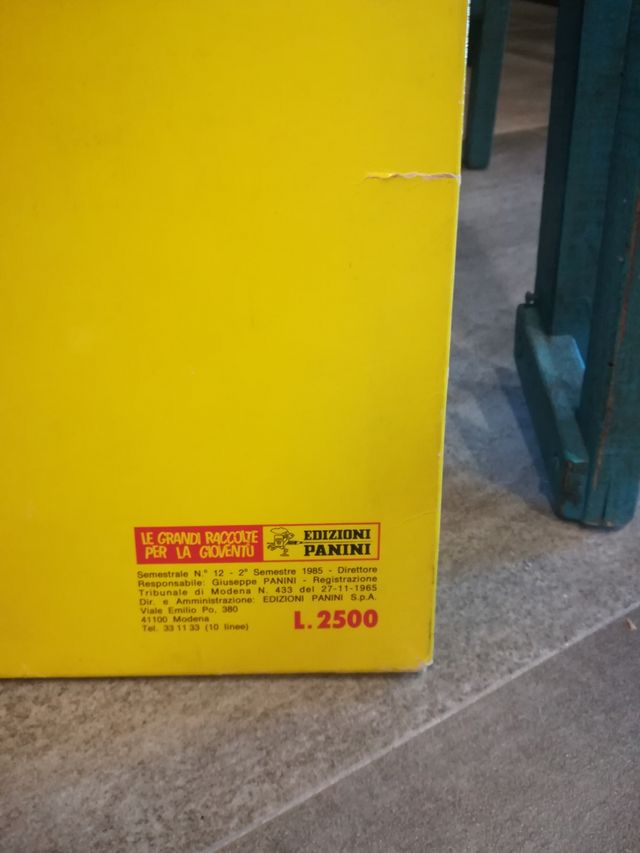 LE GRANDI RACCOLTE
PER LA GIOVENTÙ
EDIZIONI
PANINI
Semestrale N.° 12 - 2° Semestre 1985 - Direttore
Responsabile: Giuseppe PANINI - Registrazione
Tribunale di Modena N. 433 del 27-11-1965
Dir. e Amministrazione: EDIZIONI PANINI S.p.A.
Viale Emilio Po, 380
41100 Modena
Tel. 33 11 33 (10 linee)
L. 2500